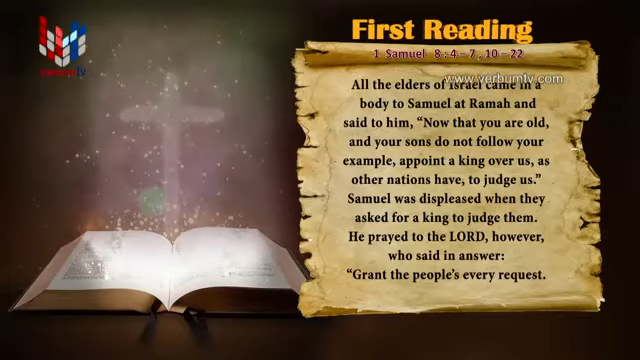 First Reading
1 Samuel 8 : 4 – 7 , 10 – 22
www.verbumtv.com
All the elders of Israel came in a
body to Samuel at Ramah and
said to him, “Now that you are old,
and your sons do not follow your
example, appoint a king over us, as
other nations have, to judge us.”
Samuel was displeased when they
asked for a king to judge them.
He prayed to the LORD, however,
who said in answer:
“Grant the people’s every request.
verbumtv